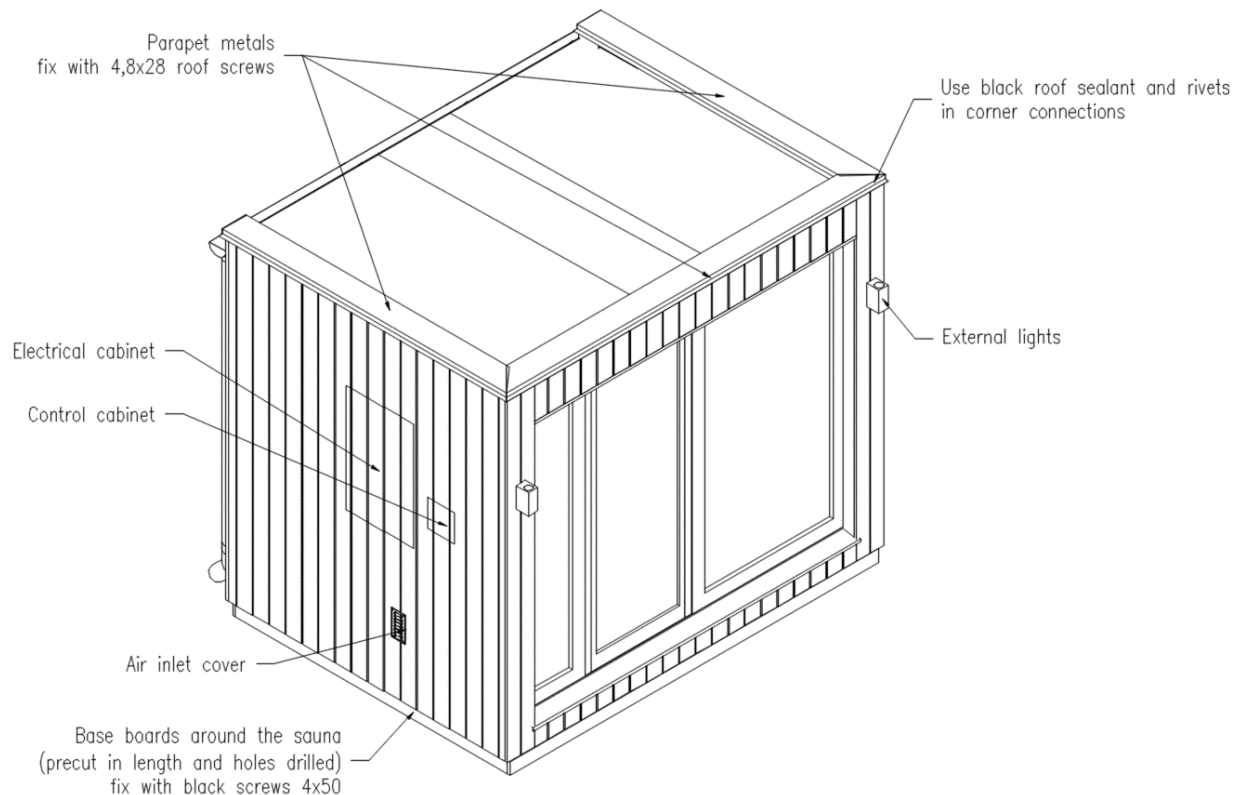 Parapet metals
fix with 4,8x28 roof screws
Use black roof sealant and rivets
in corner connections
External lights
Electrical cabinet
Control cabinet
Air inlet cover
Base boards around the sauna
(precut in length and holes drilled)
fix with black screws 4x50